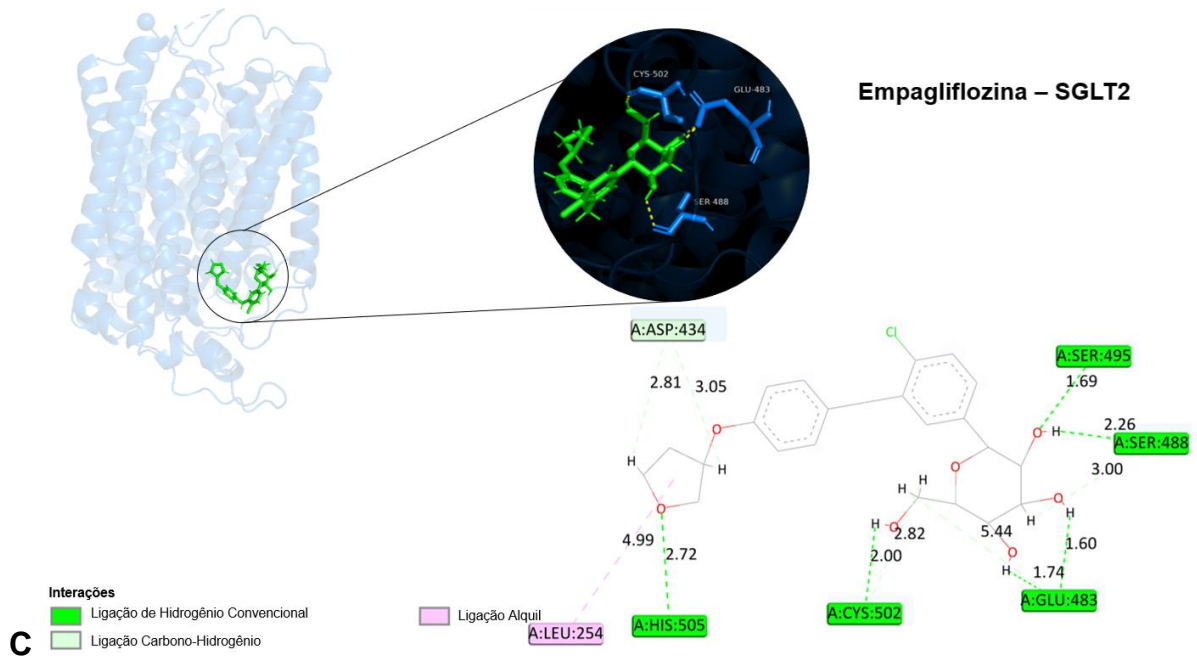 CYS-502
GLU-483
SER-488
Empagliflozina – SGLT2
A:ASP:434
2.81
3.05
Cl
A:SER:495
1.69
O
O
H
2.26
A:SER:488
H
H
O
O
H
3.00
H
H
H
O
H
O
2.82
H
5.44
O
1.60
4.99
2.72
2.00
H
1.74
A:GLU:483
A:CYS:502
A:HIS:505
A:LEU:254
Interações
Ligação de Hidrogênio Convencional
Ligação Carbono-Hidrogênio
Ligação Alquil
C